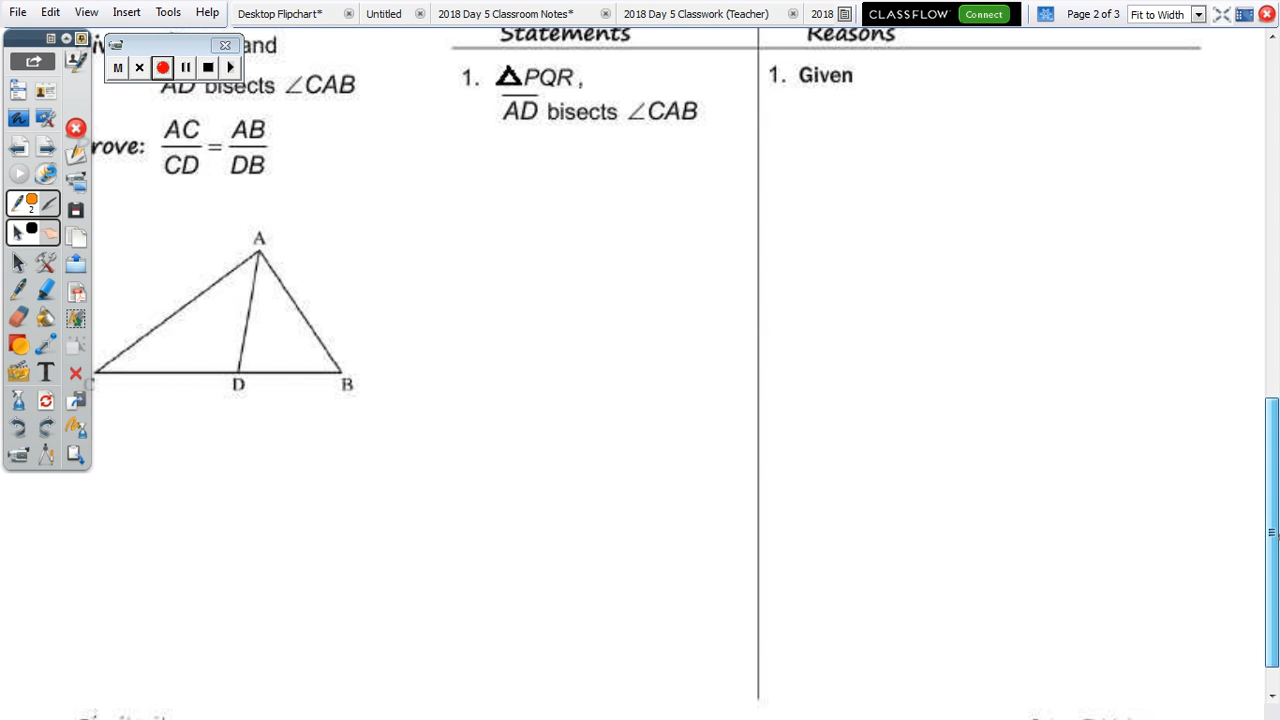 File Edit View Insert Tools Help Desktop Flipchart* Untitled 2018 Day 5 Classroom Notes* 2018 Day 5 Classwork (Teacher) 2018 CLASSFLOW Connect Page 2 of 3 Fit to Width
Statements Reasons
and
AD bisects ∠CAB
rove: AC/CD = AB/DB
1. △PQR ,
AD bisects ∠CAB
1. Given
M
2
T
A
C D B